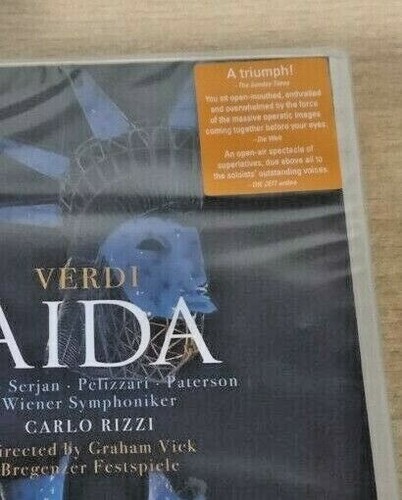 A triumph!
- The Sunday Times
You sit open-mouthed, enthralled
and overwhelmed by the force
of the massive operatic images
coming together before your eyes.
- Die Welt
An open-air spectacle of
superlatives, due above all to
the soloists' outstanding voices.
- DIE ZEIT online
VERDI
AIDA
Serjan · Pelizzari · Paterson
Wiener Symphoniker
CARLO RIZZI
irected by Graham Vick
Bregenzer Festspiele